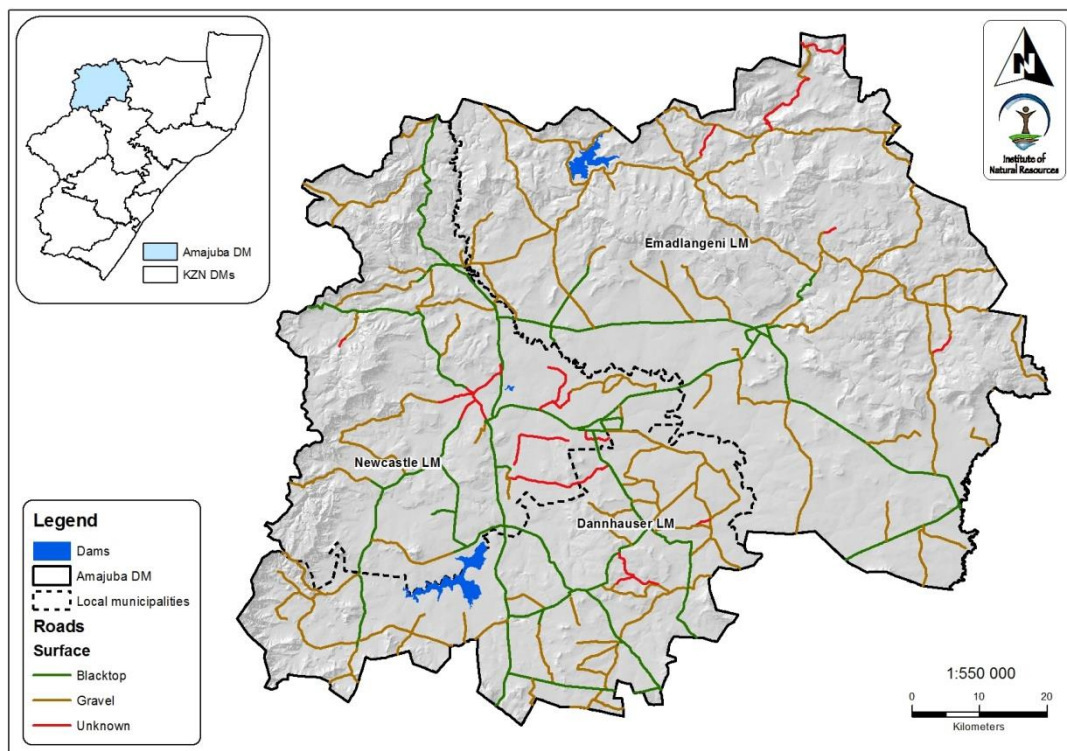 Amajuba DM
KZN DMs
N
Institute of
Natural Resources
Emadlangeni LM
Newcastle LM
Dannhauser LM
Legend
Dams
Amajuba DM
Local municipalities
Roads
Surface
Blacktop
Gravel
Unknown
1:550 000
0 10 20
Kilometers